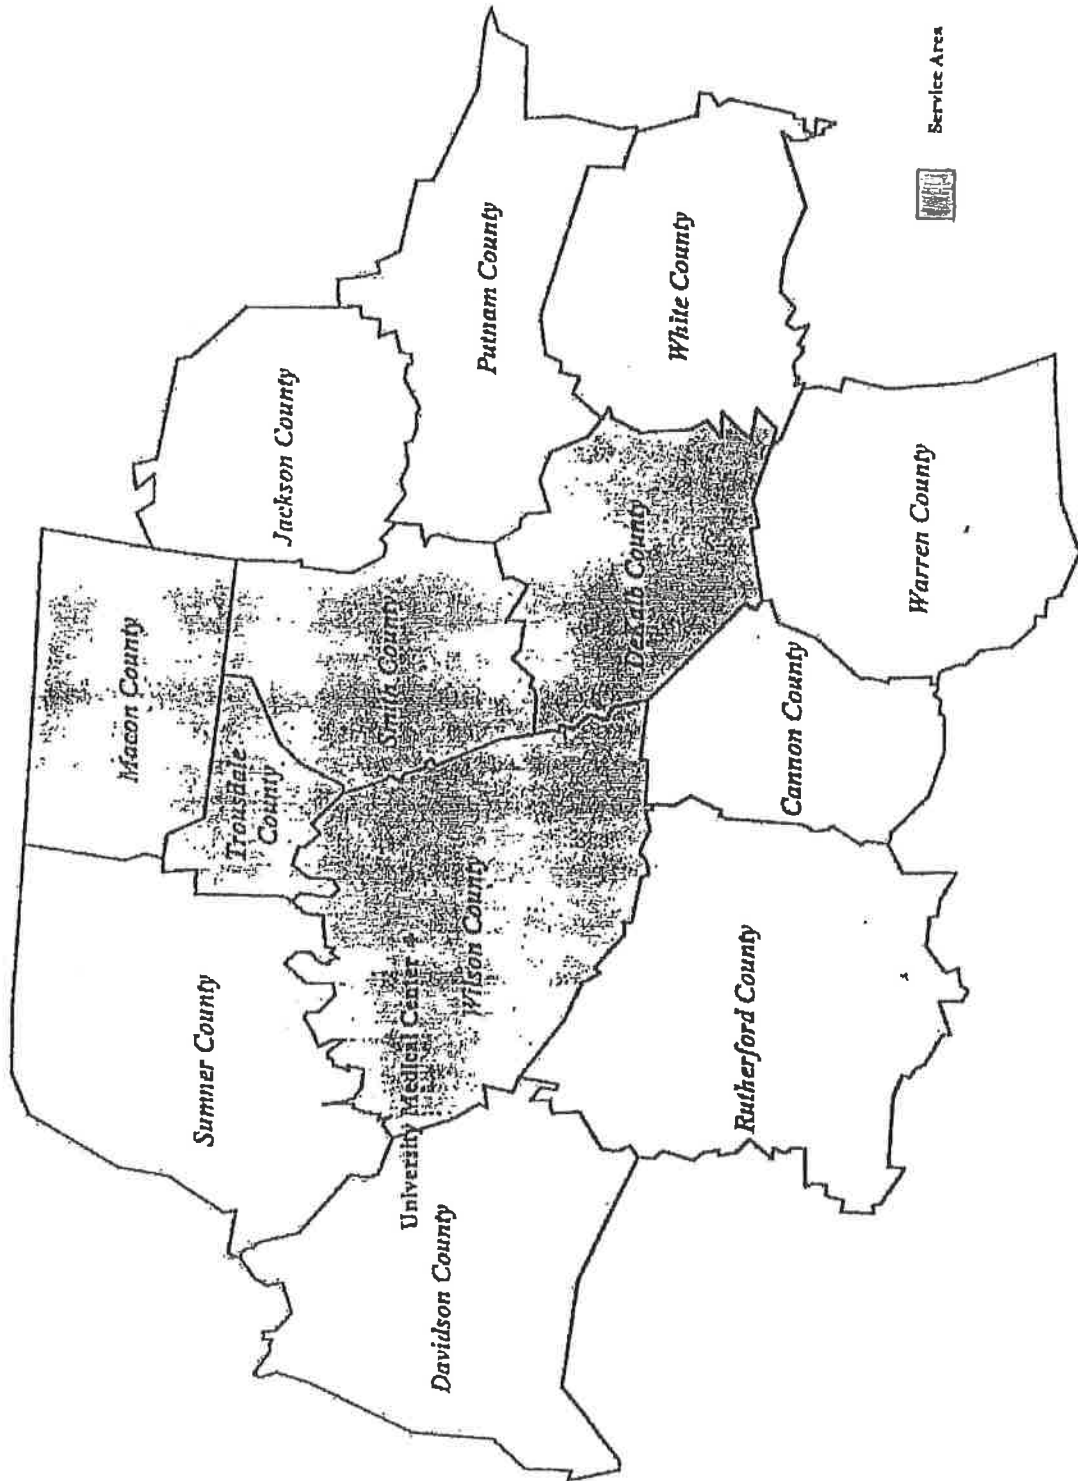 Macon County
Jackson County
Sumner County
Trousdale
County
Smith County
Putnam County
University Medical Center
Wilson County
Davidson County
DeKalb County
White County
Rutherford County
Cannon County
Warren County
Service Area